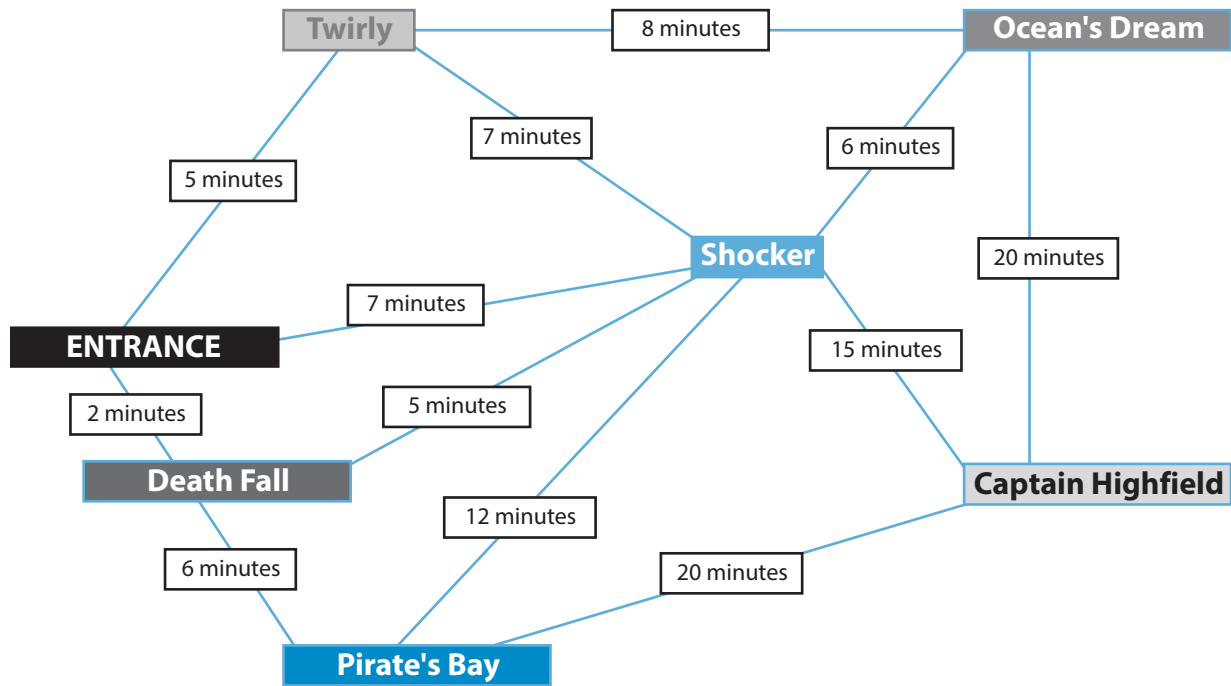 Twirly
8 minutes
Ocean's Dream
7 minutes
6 minutes
5 minutes
Shocker
20 minutes
7 minutes
ENTRANCE
15 minutes
2 minutes
5 minutes
Death Fall
Captain Highfield
12 minutes
6 minutes
20 minutes
Pirate's Bay